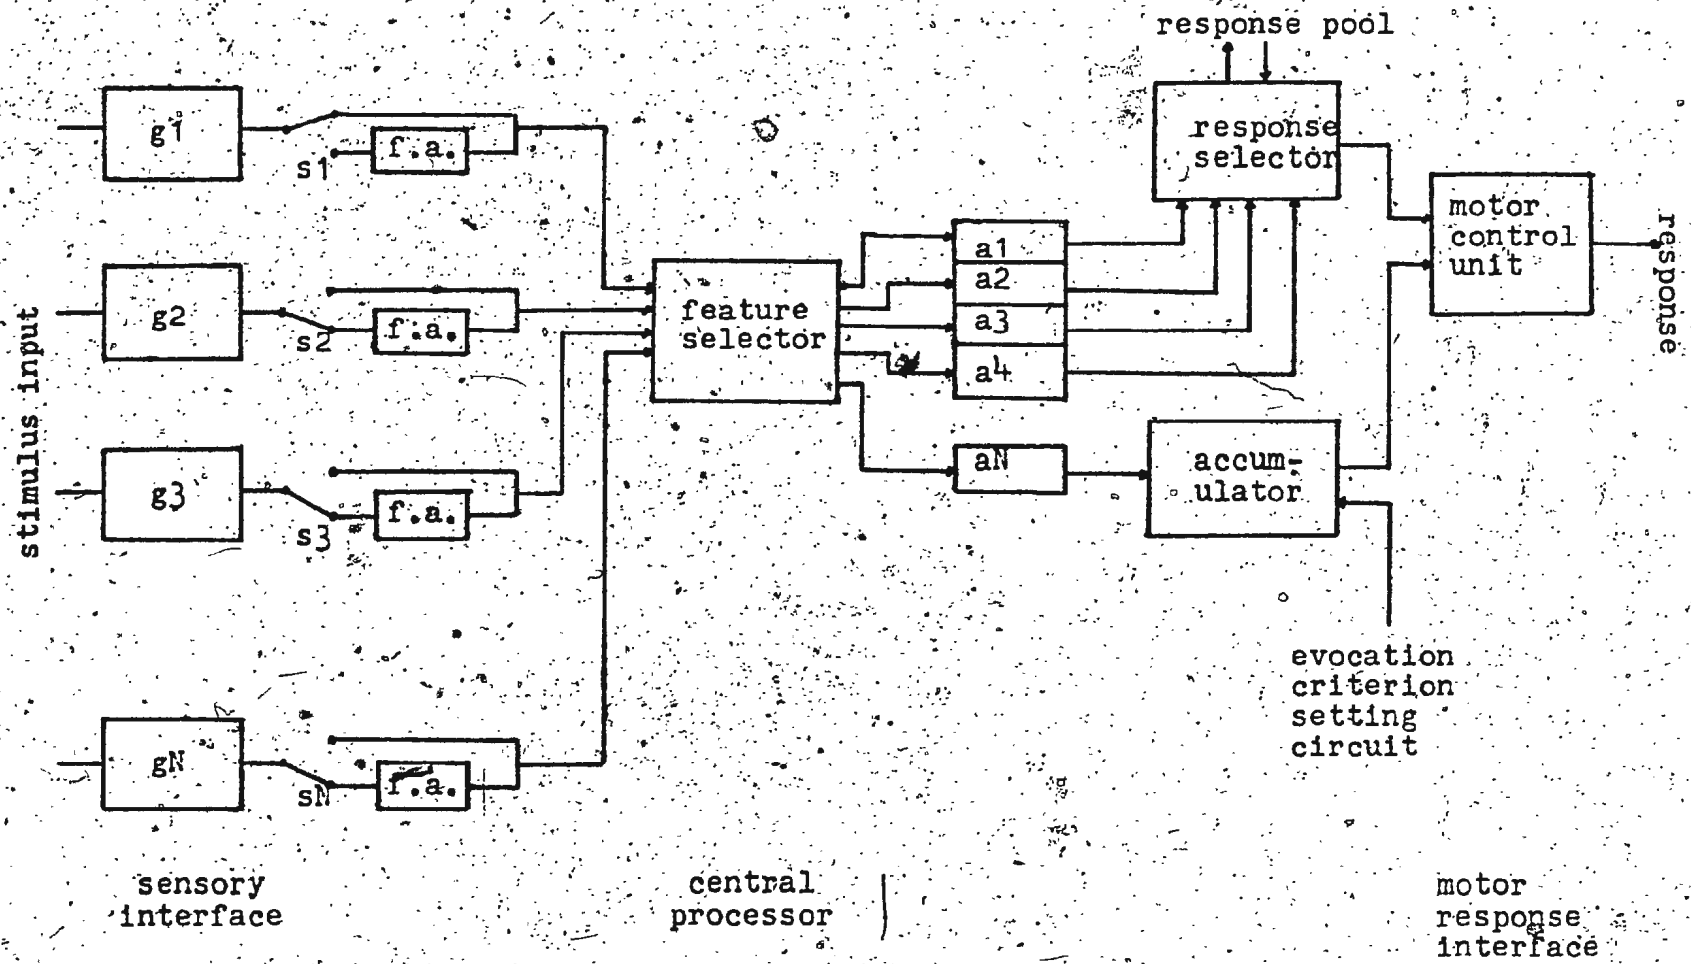 response pool
g1
s1
f.a.
response
selector
motor
control
unit
response
stimulus input
g2
s2
f.a.
feature
selector
a1
a2
a3
a4
g3
s3
f.a.
aN
accum-
ulator
evocation
criterion
setting
circuit
gN
sN
f.a.
sensory
interface
central
processor
motor
response
interface